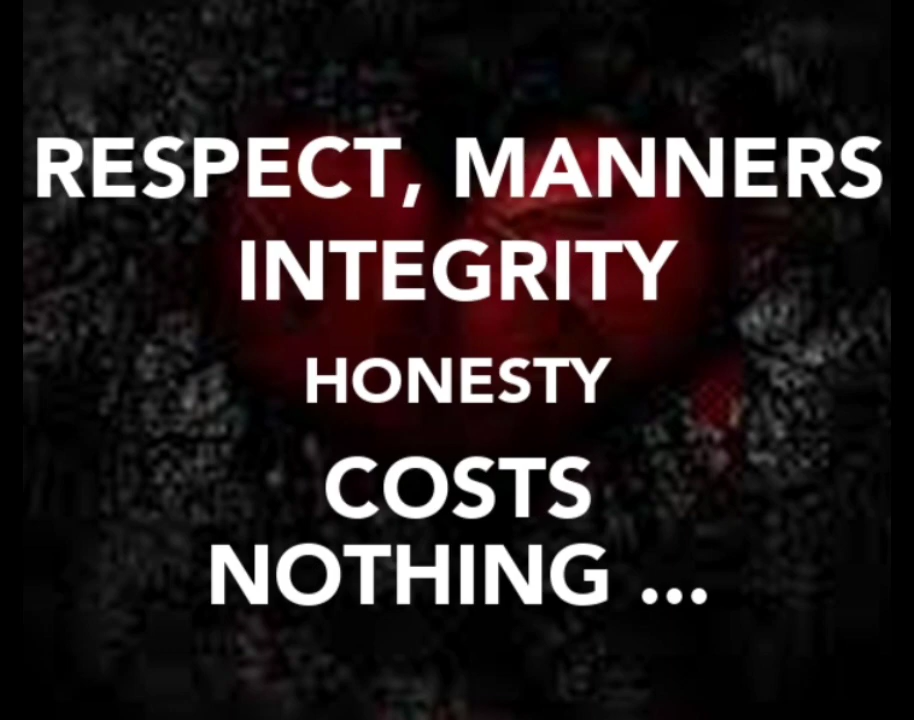 RESPECT, MANNERS
INTEGRITY
HONESTY
COSTS
NOTHING ...